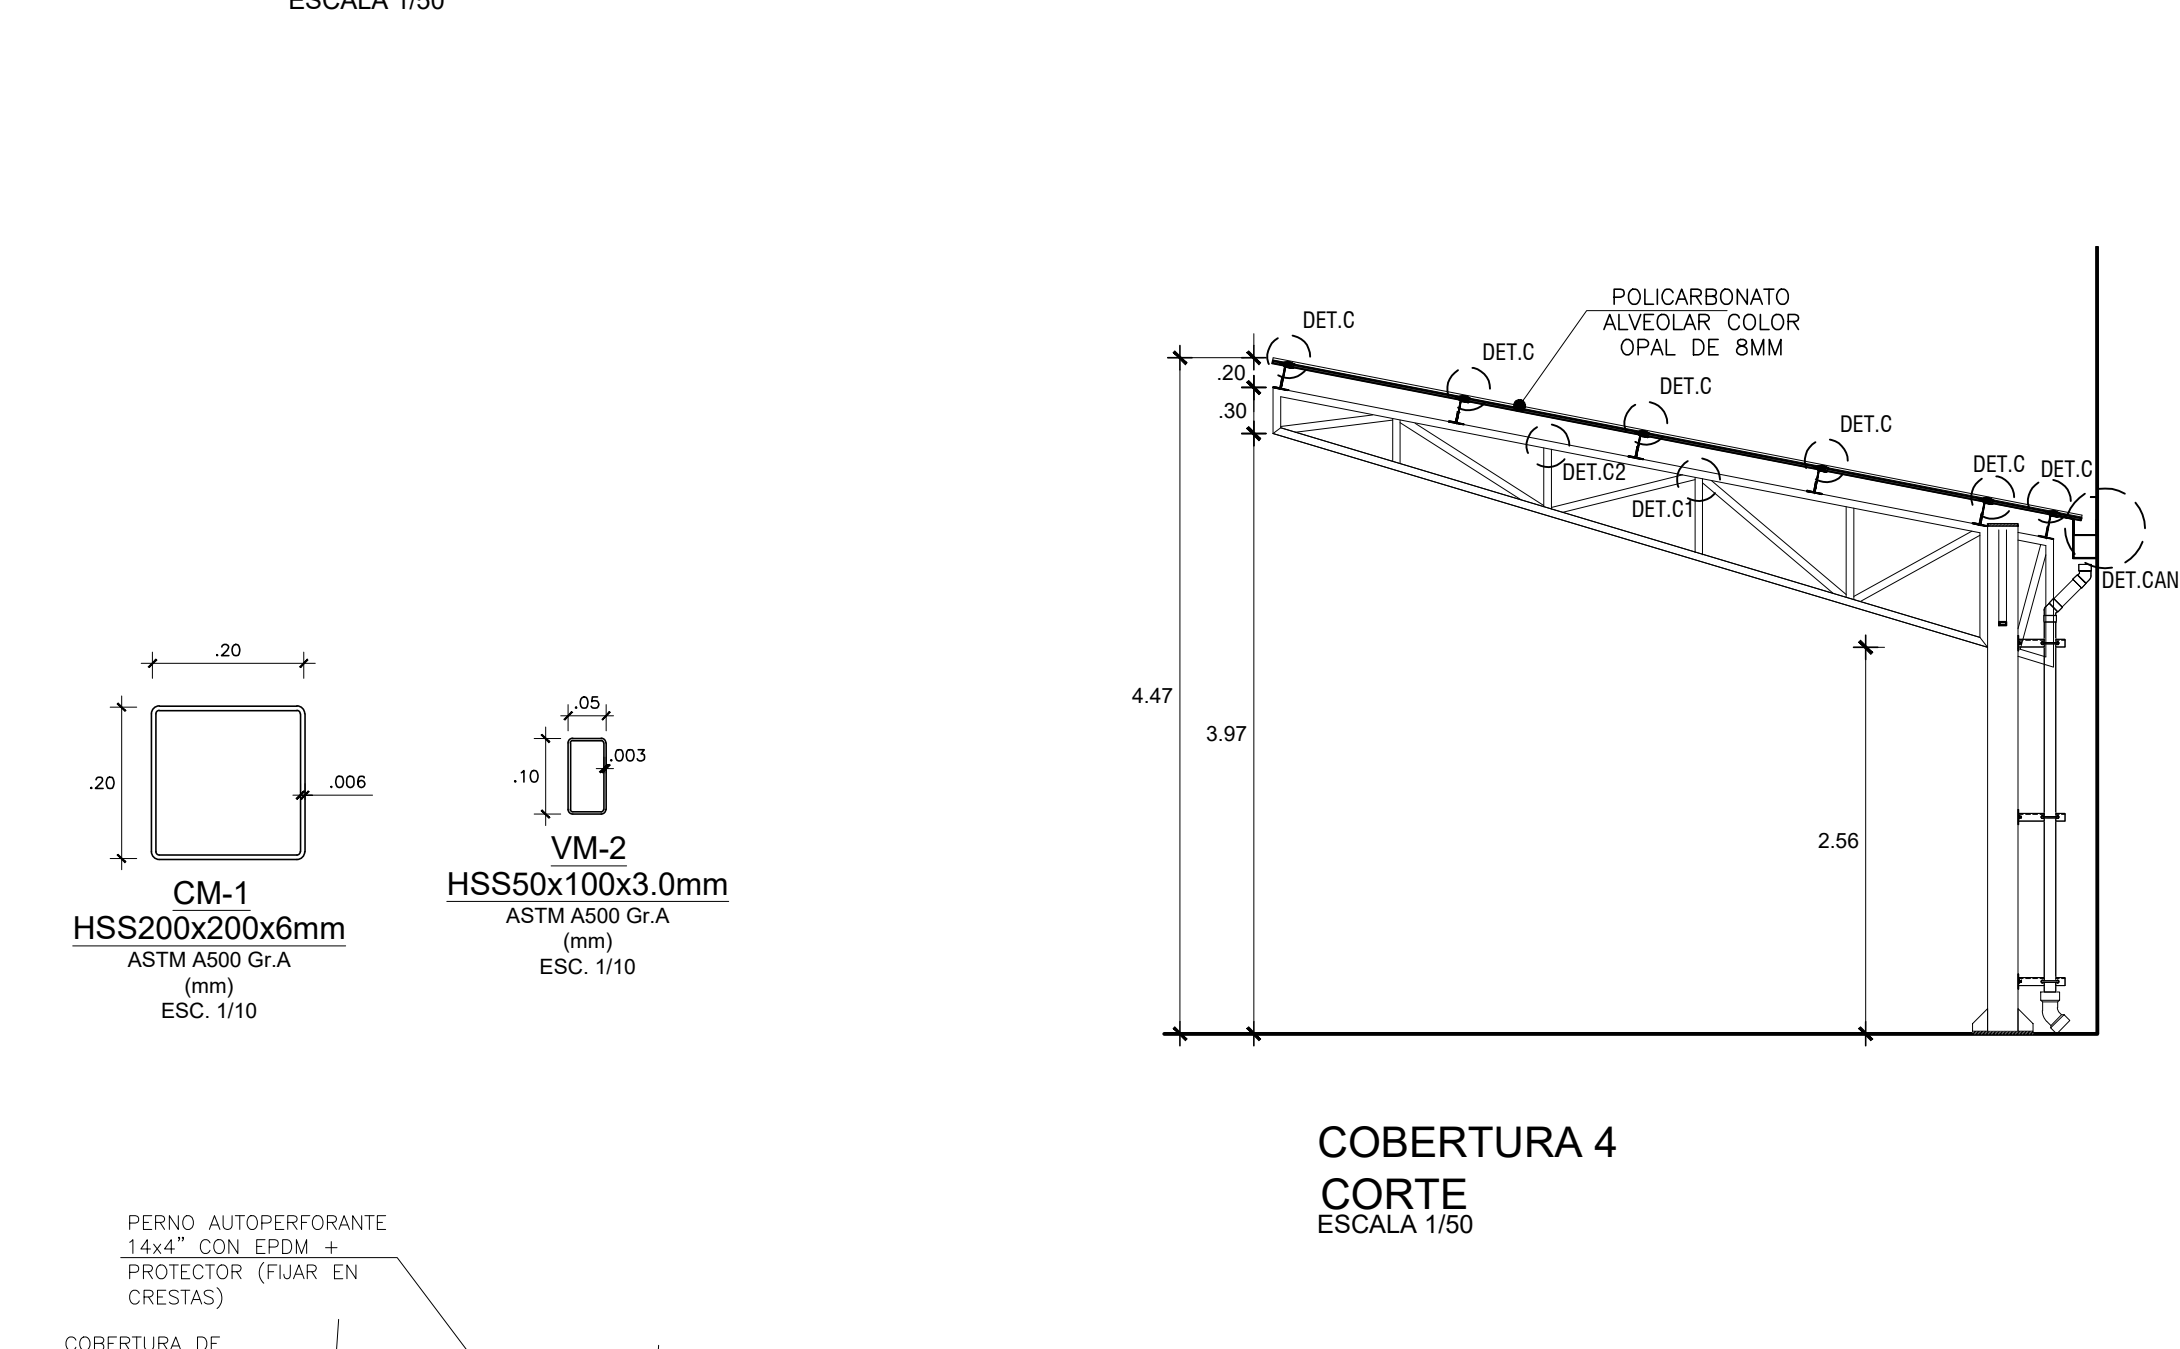 ESCALA 1/50
POLICARBONATO
ALVEOLAR COLOR
OPAL DE 8MM
DET.C
DET.C
DET.C
DET.C
DET.C
DET.C
DET.C2
DET.C1
DET.CAN
.20
.30
4.47
3.97
2.56
.20
.20
.006
CM-1
HSS200x200x6mm
ASTM A500 Gr.A
(mm)
ESC. 1/10
.05
.10
.003
VM-2
HSS50x100x3.0mm
ASTM A500 Gr.A
(mm)
ESC. 1/10
COBERTURA 4
CORTE
ESCALA 1/50
PERNO AUTOPERFORANTE
14x4" CON EPDM +
PROTECTOR (FIJAR EN
CRESTAS)
COBERTURA DE